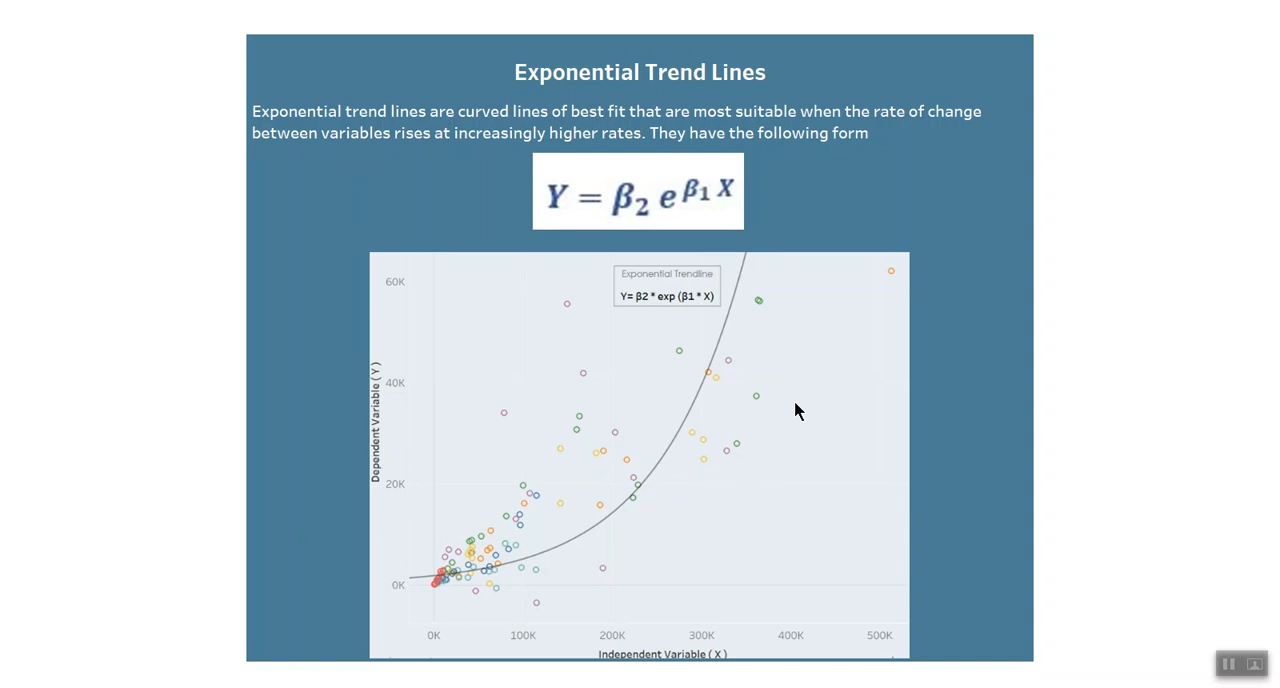 Exponential Trend Lines
Exponential trend lines are curved lines of best fit that are most suitable when the rate of change
between variables rises at increasingly higher rates. They have the following form
Y = β₂ e^β₁ X
Exponential Trendline
Y= β2 * exp (β1 * X)
60K
40K
20K
0K
Dependent Variable ( Y )
0K 100K 200K 300K 400K 500K
Independent Variable ( X )